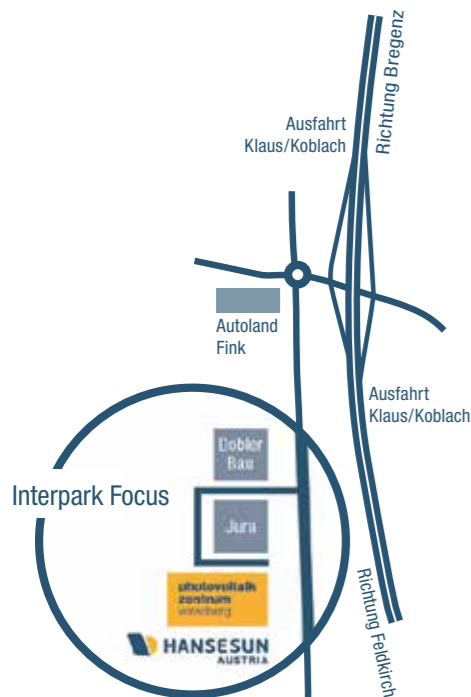 Richtung Bregenz
Ausfahrt
Klaus/Koblach
Autoland
Fink
Ausfahrt
Klaus/Koblach
Dobler
Bau
Interpark Focus
Jura
photovoltaik
zentrum
vorarlberg
Richtung Feldkirch
HANSESUN
AUSTRIA